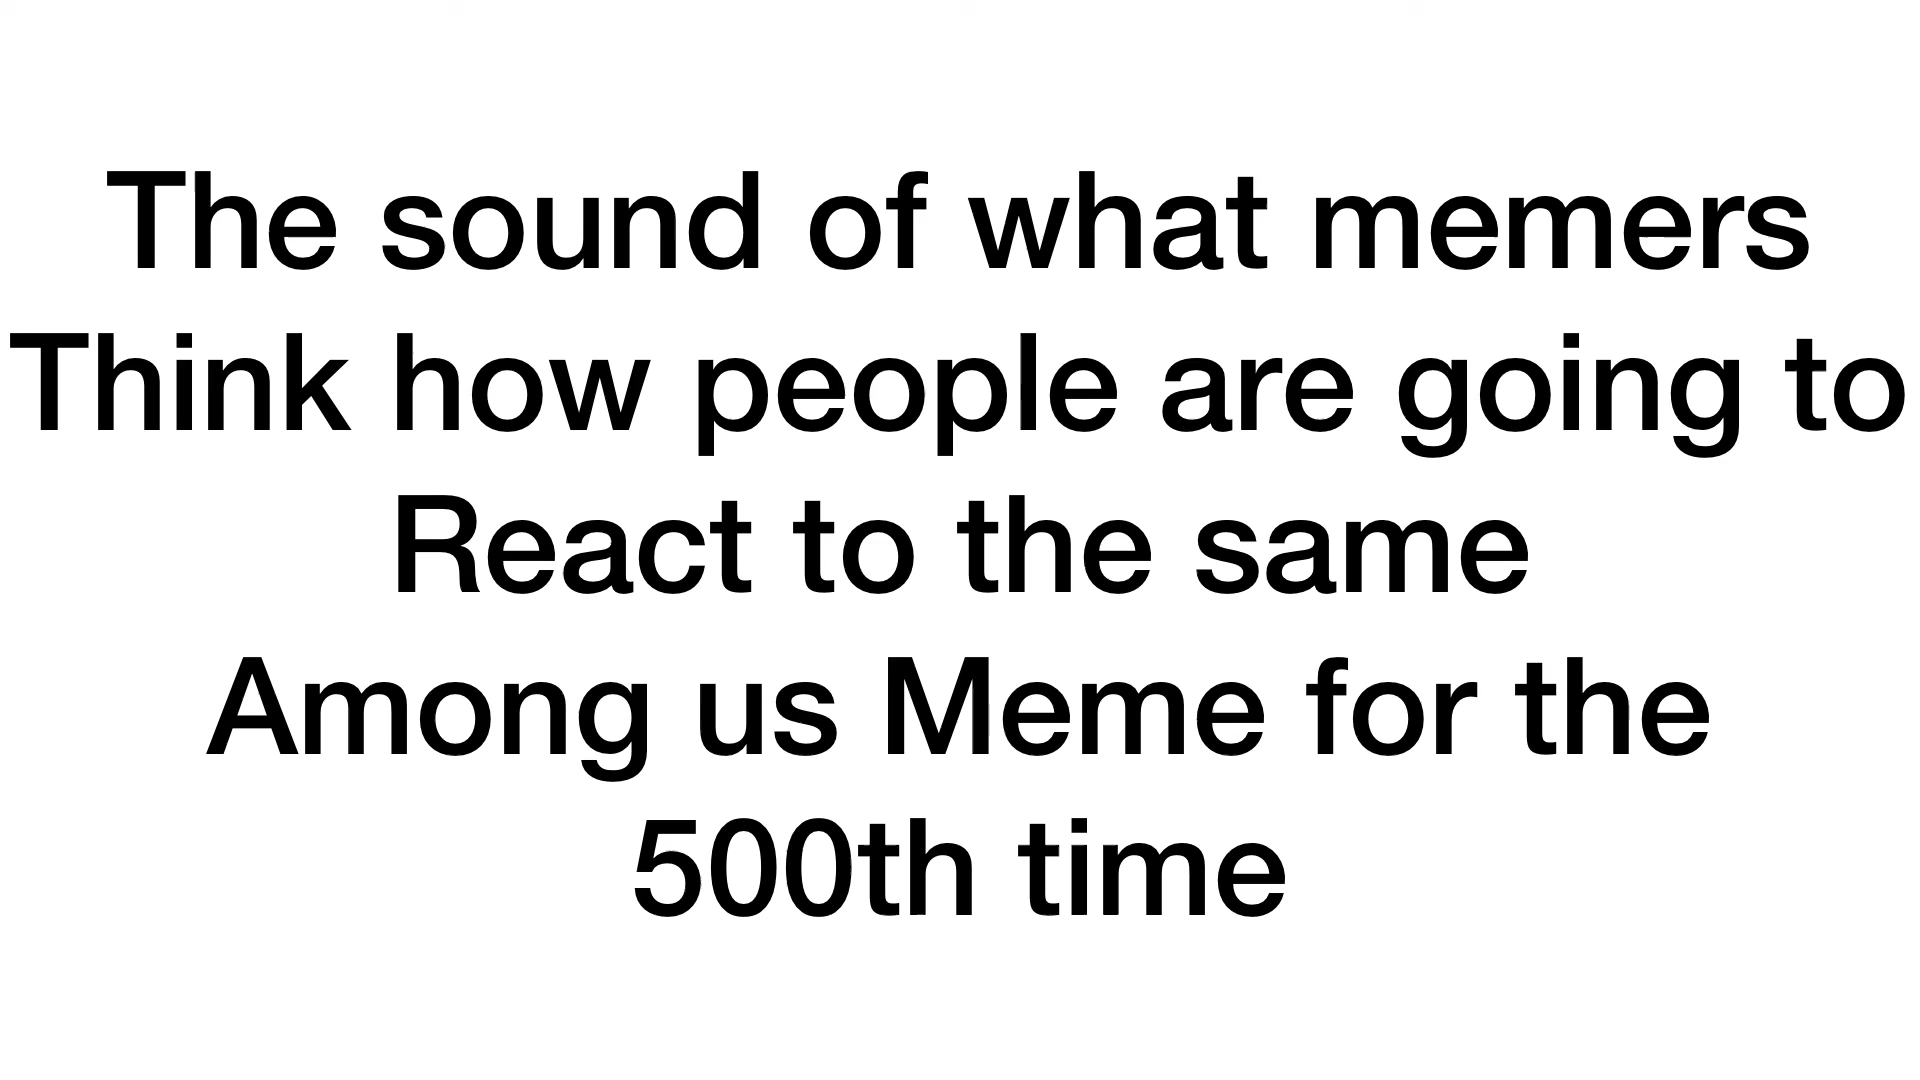 The sound of what memers
Think how people are going to
React to the same
Among us Meme for the
500th time